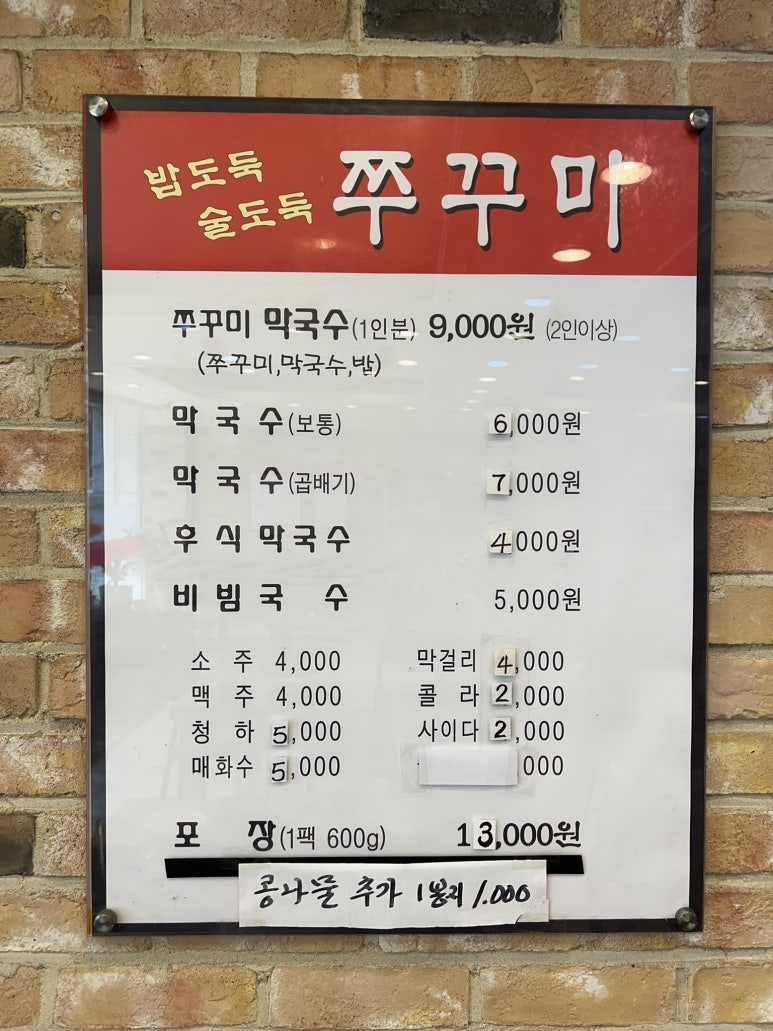 밥도둑
술도둑
쭈꾸미
쭈꾸미 막국수(1인분) 9,000원 (2인이상)
(쭈꾸미,막국수,밥)
막국수(보통) 6,000원
막국수(곱배기) 7,000원
후식막국수 4,000원
비빔국수 5,000원
소주 4,000 막걸리 4,000
맥주 4,000 콜라 2,000
청하 5,000 사이다 2,000
매화수 5,000 ,000
포장(1팩 600g) 13,000원
콩나물 추가 1봉지 1.000